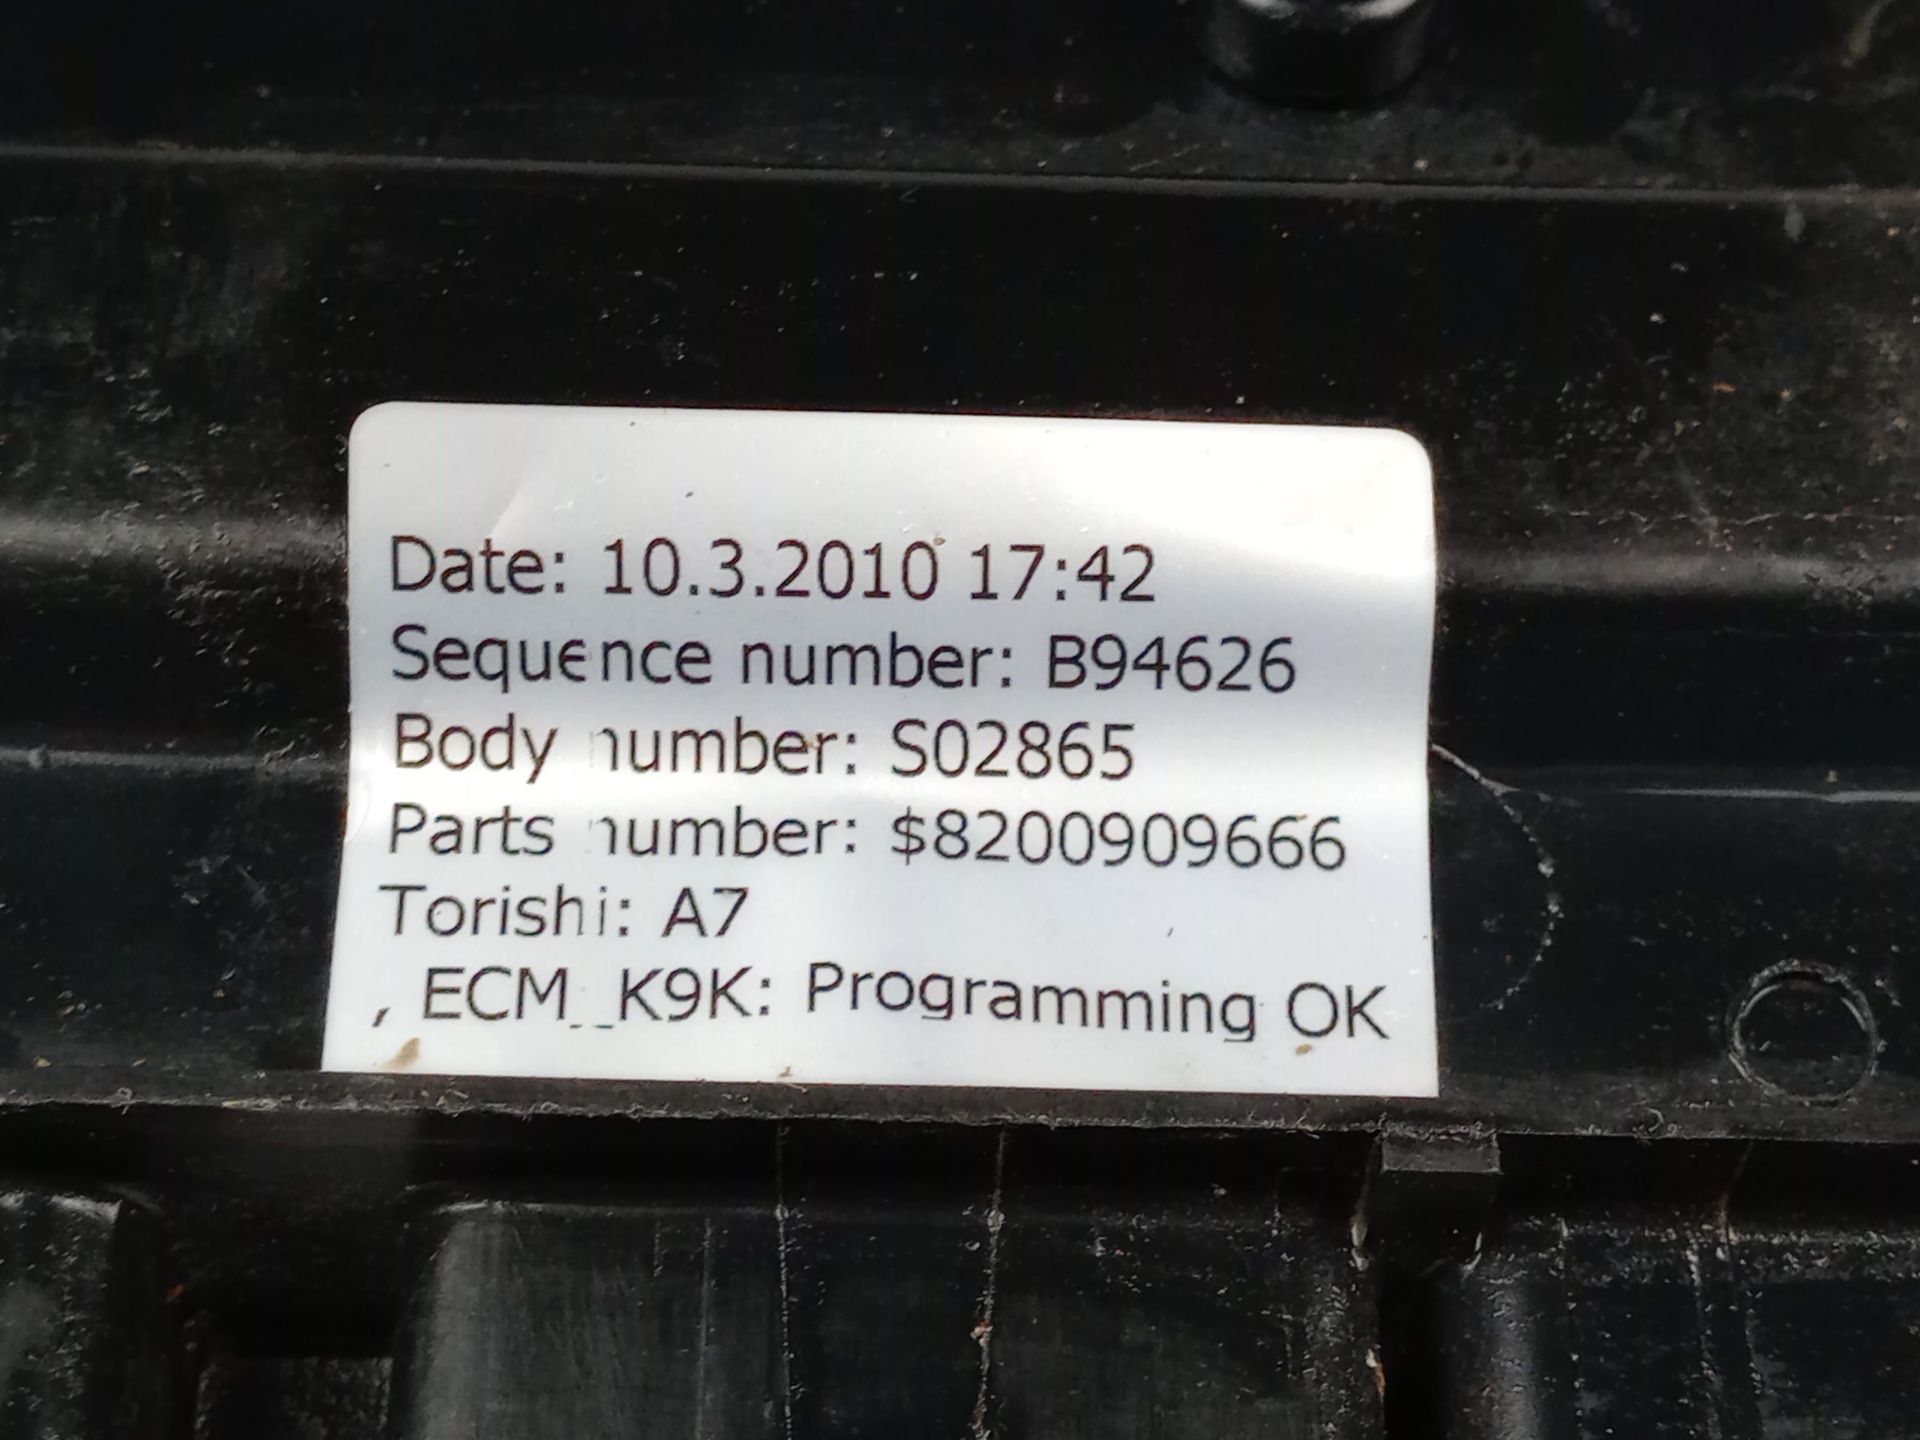 Date: 10.3.2010 17:42
Sequence number: B94626
Body number: S02865
Parts number: $8200909666
Torishi: A7
, ECM__K9K: Programming OK